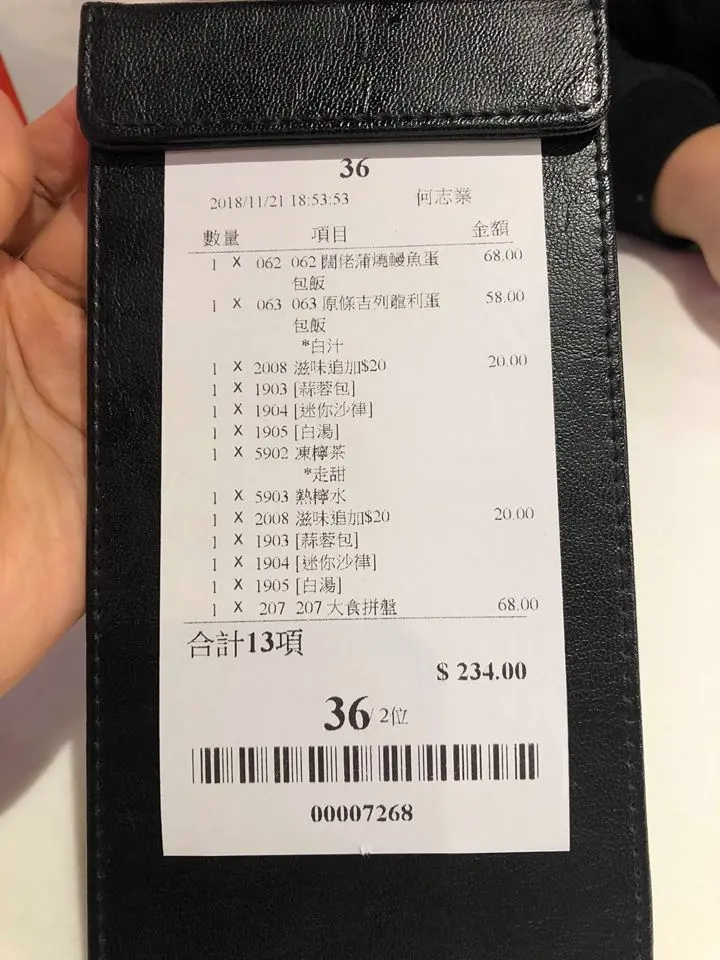 36
2018/11/21 18:53:53 何志業
數量 項目 金額
1 X 062 062 闊佬蒲燒鰻魚蛋 68.00
包飯
1 X 063 063 原條吉列龍利蛋 58.00
包飯
*白汁
1 X 2008 滋味追加$20 20.00
1 X 1903 [蒜蓉包]
1 X 1904 [迷你沙律]
1 X 1905 [白湯]
1 X 5902 凍檸茶
*走甜
1 X 5903 熱檸水
1 X 2008 滋味追加$20 20.00
1 X 1903 [蒜蓉包]
1 X 1904 [迷你沙律]
1 X 1905 [白湯]
1 X 207 207 大食拼盤 68.00
合計13項
$ 234.00
36/2位
00007268